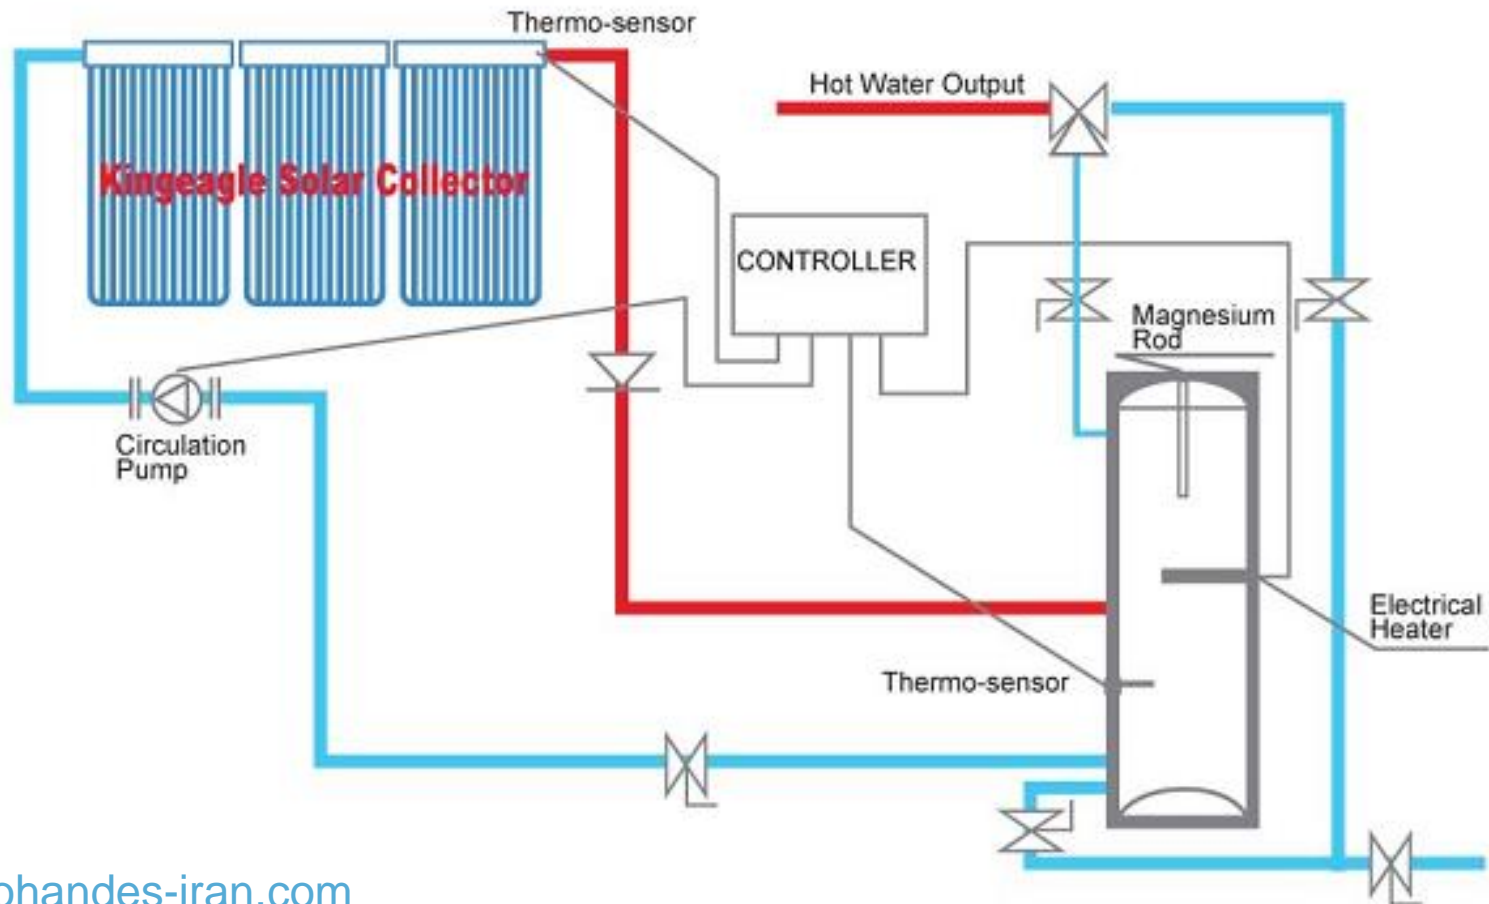 Thermo-sensor
Hot Water Output
Kingeagle Solar Collector
CONTROLLER
Magnesium
Rod
Circulation
Pump
Electrical
Heater
Thermo-sensor
ohandes-iran.com